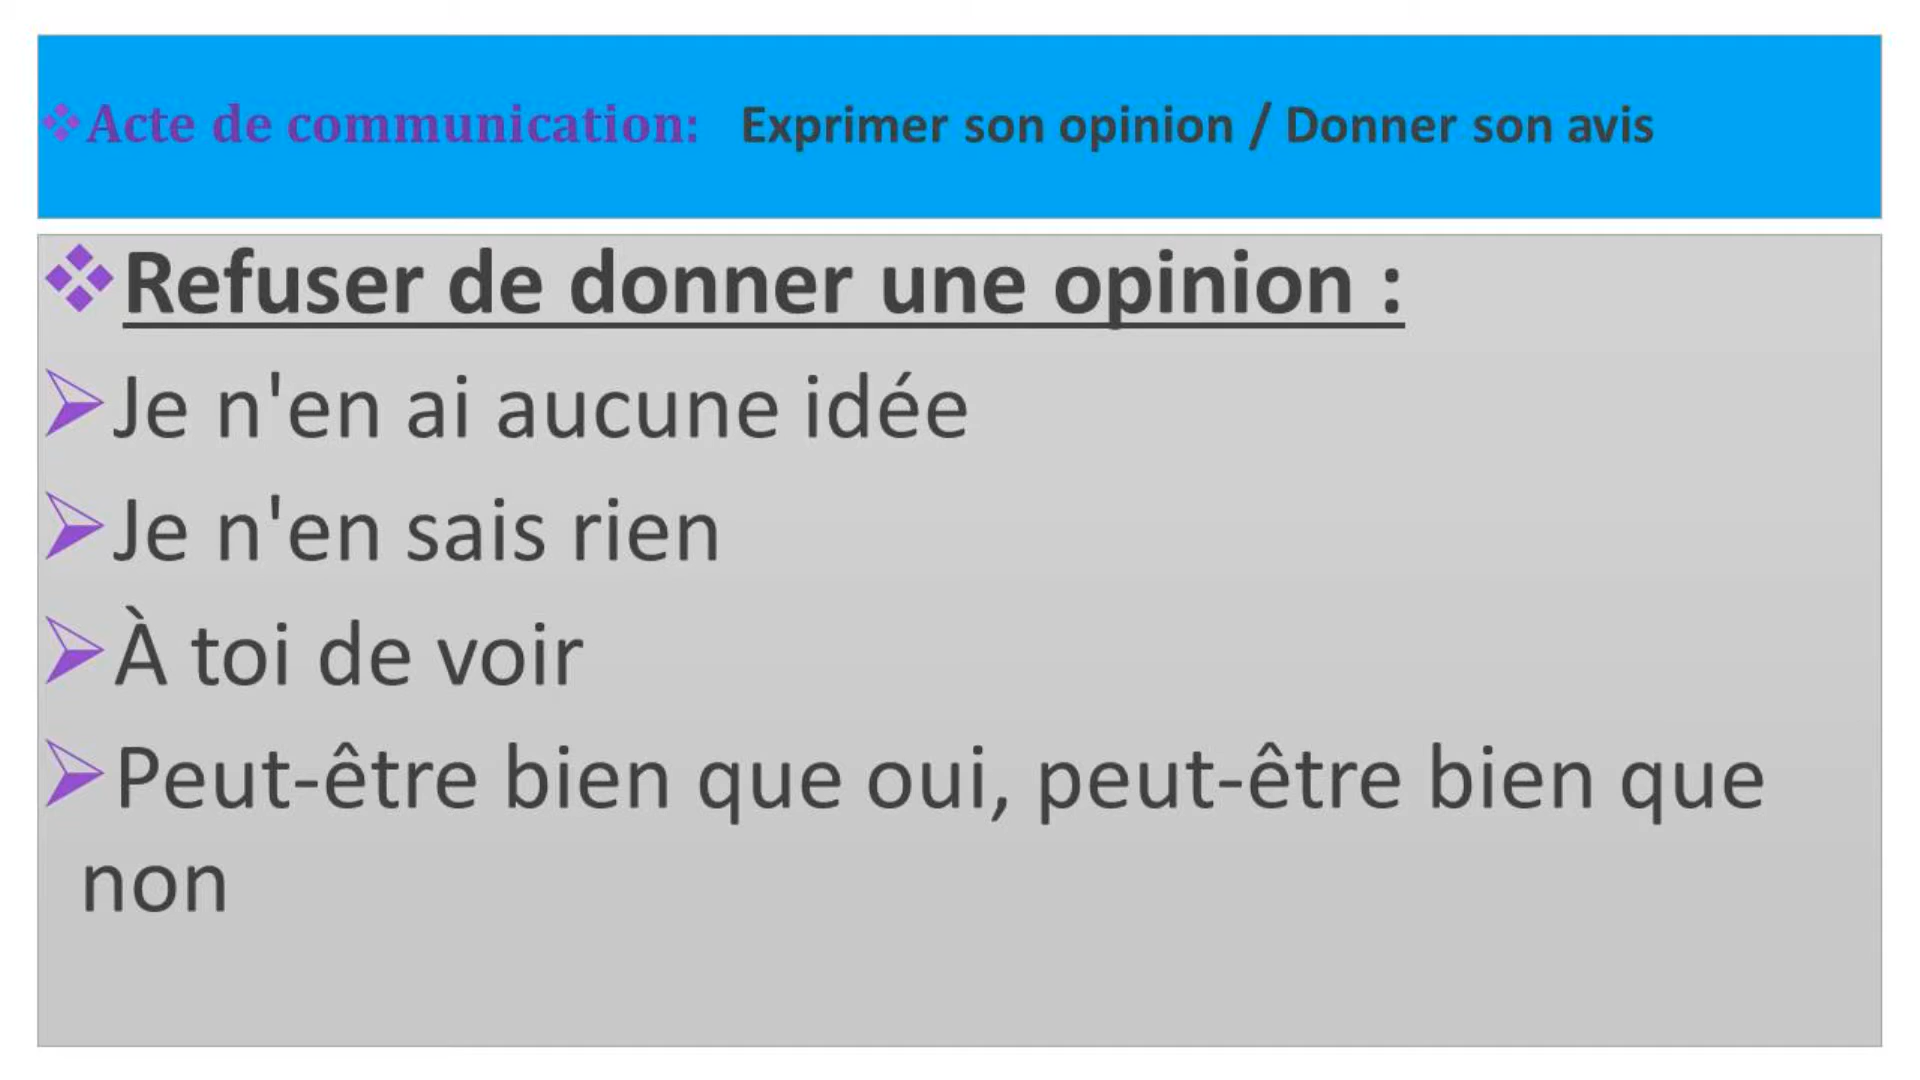 Acte de communication: Exprimer son opinion / Donner son avis
Refuser de donner une opinion :
Je n'en ai aucune idée
Je n'en sais rien
À toi de voir
Peut-être bien que oui, peut-être bien que
non